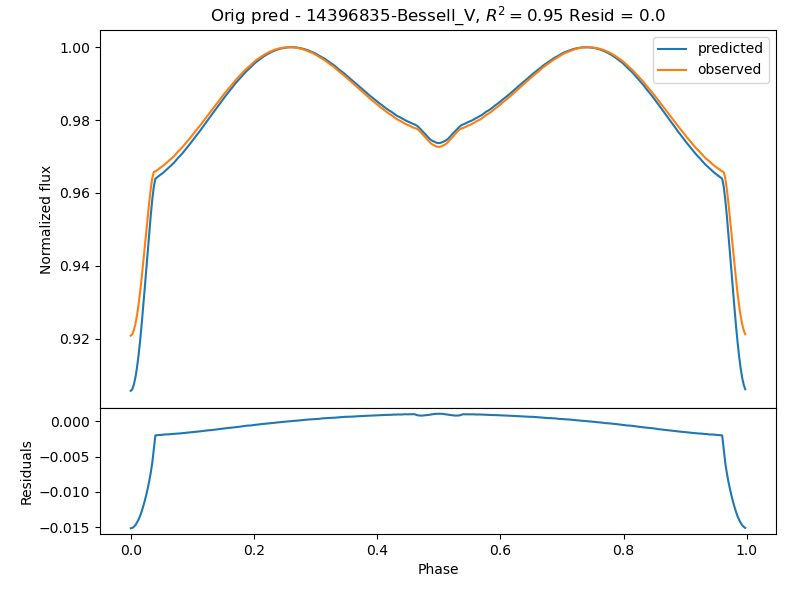 Orig pred - 14396835-Bessell_V, R² = 0.95 Resid = 0.0
predicted
observed
Normalized flux
1.00
0.98
0.96
0.94
0.92
Residuals
0.000
−0.005
−0.010
−0.015
0.0 0.2 0.4 0.6 0.8 1.0
Phase